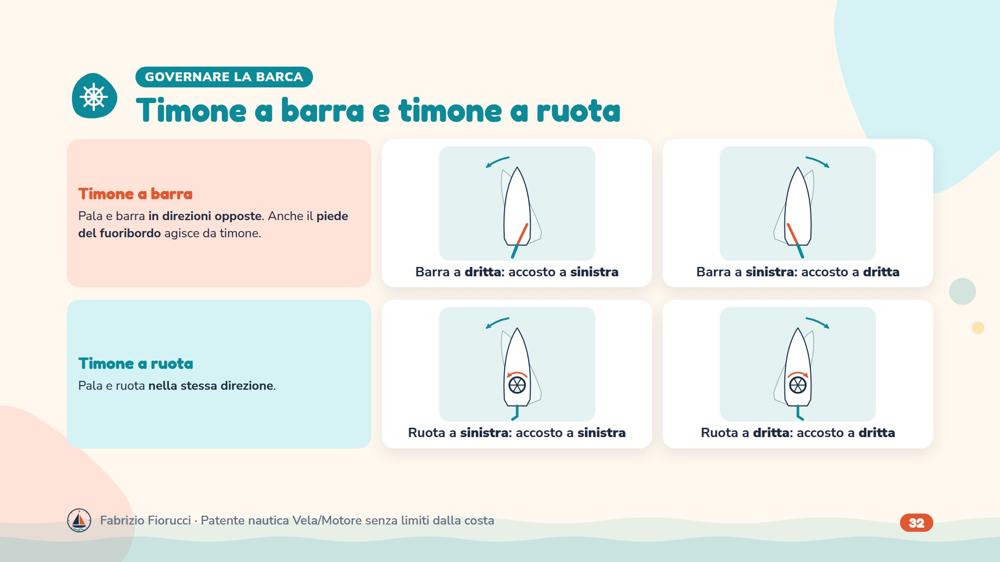 GOVERNARE LA BARCA
Timone a barra e timone a ruota
Timone a barra
Pala e barra in direzioni opposte. Anche il piede
del fuoribordo agisce da timone.
Barra a dritta: accosto a sinistra
Barra a sinistra: accosto a dritta
Timone a ruota
Pala e ruota nella stessa direzione.
Ruota a sinistra: accosto a sinistra
Ruota a dritta: accosto a dritta
Fabrizio Fiorucci · Patente nautica Vela/Motore senza limiti dalla costa
32